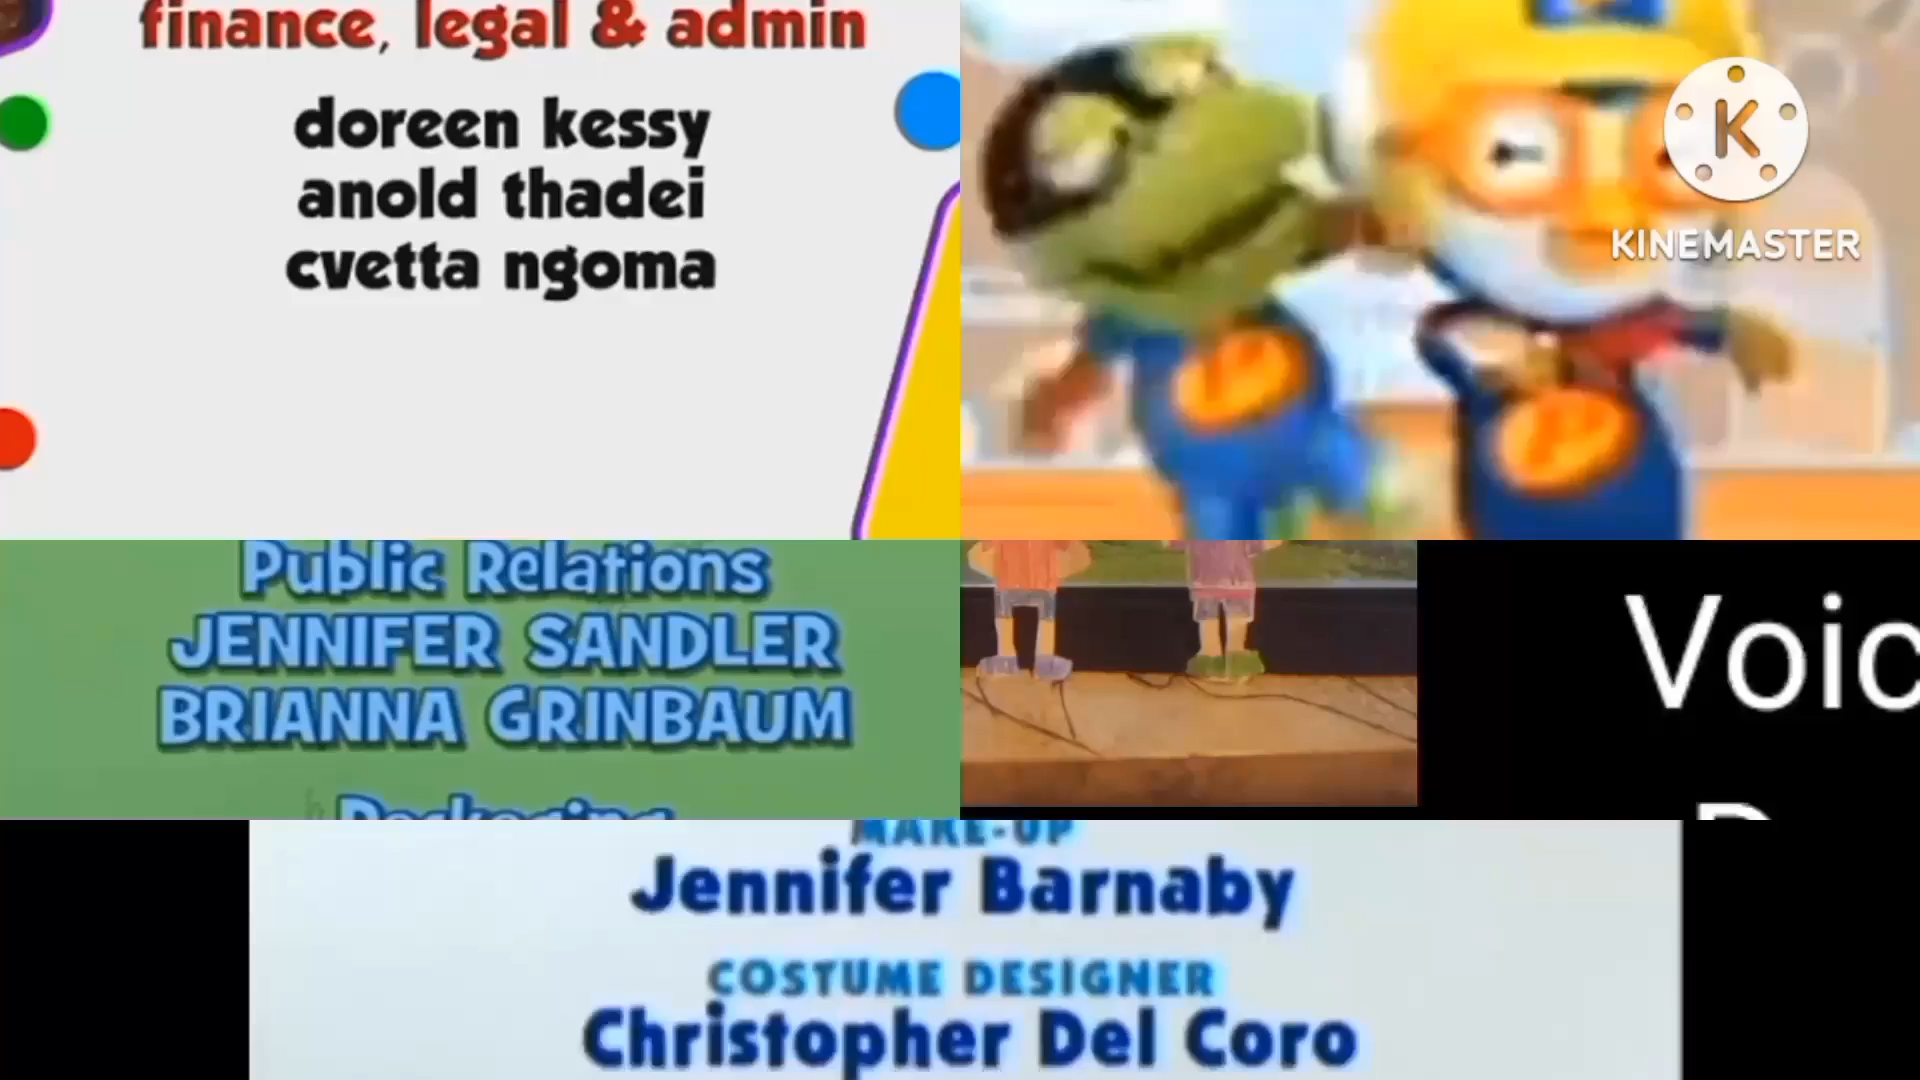 finance, legal & admin
doreen kessy
anold thadei
cvetta ngoma
K
KINEMASTER
P
P
Public Relations
JENNIFER SANDLER
BRIANNA GRINBAUM
Packaging
Voic
MAKE-UP
Jennifer Barnaby
COSTUME DESIGNER
Christopher Del Coro